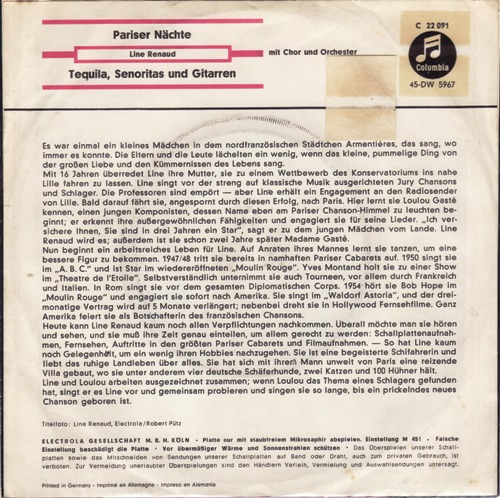 Pariser Nächte
Line Renaud
mit Chor und Orchester
Tequila, Senoritas und Gitarren
C 22 091
Columbia
45-DW 5967
Es war einmal ein kleines Mädchen in dem nordfranzösischen Städtchen Armentières, das sang, wo
immer es konnte. Die Eltern und die Leute lächelten ein wenig, wenn das kleine, pummelige Ding von
der großen Liebe und den Kümmernissen des Lebens sang.
Mit 16 Jahren überredet Line ihre Mutter, sie zu einem Wettbewerb des Konservatoriums ins nahe
Lille fahren zu lassen. Line singt vor der streng auf klassische Musik ausgerichteten Jury Chansons
und Schlager. Die Professoren sind empört — aber Line erhält ein Engagement an den Radiosender
von Lille. Bald darauf fährt sie, angespornt durch diesen Erfolg, nach Paris. Hier lernt sie Loulou Gasté
kennen, einen jungen Komponisten, dessen Name eben am Pariser Chanson-Himmel zu leuchten be-
ginnt; er erkennt ihre außergewöhnlichen Fähigkeiten und engagiert sie für seine Lieder. „Ich ver-
sichere Ihnen, Sie sind in drei Jahren ein Star", sagt er zu dem jungen Mädchen vom Lande. Line
Renaud wird es; außerdem ist sie schon zwei Jahre später Madame Gasté.
Nun beginnt ein arbeitsreiches Leben für Line. Auf Anraten ihres Mannes lernt sie tanzen, um eine
bessere Figur zu bekommen. 1947/48 tritt sie bereits in namhaften Pariser Cabarets auf. 1950 singt sie
im „A. B. C." und ist Star im wiedereröffneten „Moulin Rouge". Yves Montand holt sie zu einer Show
im „Theatre de l'Etoile". Selbstverständlich unternimmt sie auch Tourneen, vor allem durch Frankreich
und Italien. In Rom singt sie vor dem gesamten Diplomatischen Corps. 1954 hört sie Bob Hope im
„Moulin Rouge" und engagiert sie sofort nach Amerika. Sie singt im „Waldorf Astoria", und der drei-
monatige Vertrag wird auf 5 Monate verlängert; nebenbei dreht sie in Hollywood Fernsehfilme. Ganz
Amerika feiert sie als Botschafterin des französischen Chansons.
Heute kann Line Renaud kaum noch allen Verpflichtungen nachkommen. Überall möchte man sie hören
und sehen, und sie muß ihre Zeit genau einteilen, um allem gerecht zu werden: Schallplattenaufnah-
men, Fernsehen, Auftritte in den größten Pariser Cabarets und Filmaufnahmen. — So hat Line kaum
noch Gelegenheit, um ein wenig ihren Hobbies nachzugehen. Sie ist eine begeisterte Schifahrerin und
liebt das ruhige Landleben über alles. Sie hat sich mit ihrem Mann unweit von Paris eine reizende
Villa gebaut, wo sie unter anderem vier deutsche Schäferhunde, zwei Katzen und 100 Hühner hält.
Line und Loulou arbeiten ausgezeichnet zusammen; wenn Loulou das Thema eines Schlagers gefunden
hat, singt er es Line vor und gemeinsam probieren und singen sie so lange, bis ein prickelndes neues
Chanson geboren ist.
Titelfoto: Line Renaud, Electrola/Robert Pütz
ELECTROLA GESELLSCHAFT M. B. H. KÖLN • Platte nur mit staubfreiem Mikrosaphir abspielen. Einstellung M 45! • Falsche
Einstellung beschädigt die Platte • Vor übermäßiger Wärme und Sonnenstrahlen schützen • Das Überspielen unserer Schall-
platten sowie das Mitschneiden von Sendungen unserer Schallplatten auf Band oder Draht, auch zum privaten Gebrauch, ist
verboten. Zur Vermeidung unerlaubter Überspielungen sind den Händlern Verleih, Vermietung und Auswahlsendungen untersagt.
Printed in Germany • Imprimé en Allemagne • Impreso en Alemania